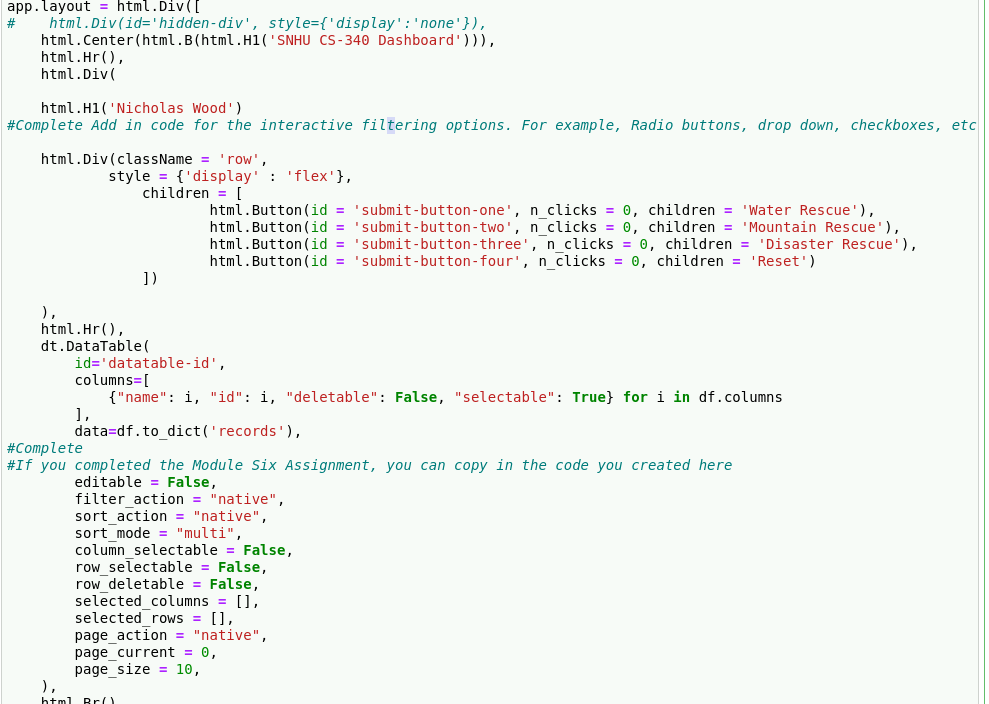 app.layout = html.Div([
#    html.Div(id='hidden-div', style={'display':'none'}),
    html.Center(html.B(html.H1('SNHU CS-340 Dashboard'))),
    html.Hr(),
    html.Div(

    html.H1('Nicholas Wood')
#Complete Add in code for the interactive filtering options. For example, Radio buttons, drop down, checkboxes, etc

    html.Div(className = 'row',
            style = {'display' : 'flex'},
                children = [
                        html.Button(id = 'submit-button-one', n_clicks = 0, children = 'Water Rescue'),
                        html.Button(id = 'submit-button-two', n_clicks = 0, children = 'Mountain Rescue'),
                        html.Button(id = 'submit-button-three', n_clicks = 0, children = 'Disaster Rescue'),
                        html.Button(id = 'submit-button-four', n_clicks = 0, children = 'Reset')
                ])

    ),
    html.Hr(),
    dt.DataTable(
        id='datatable-id',
        columns=[
            {"name": i, "id": i, "deletable": False, "selectable": True} for i in df.columns
        ],
        data=df.to_dict('records'),
#Complete
#If you completed the Module Six Assignment, you can copy in the code you created here
        editable = False,
        filter_action = "native",
        sort_action = "native",
        sort_mode = "multi",
        column_selectable = False,
        row_selectable = False,
        row_deletable = False,
        selected_columns = [],
        selected_rows = [],
        page_action = "native",
        page_current = 0,
        page_size = 10,
    ),
    html.Br()